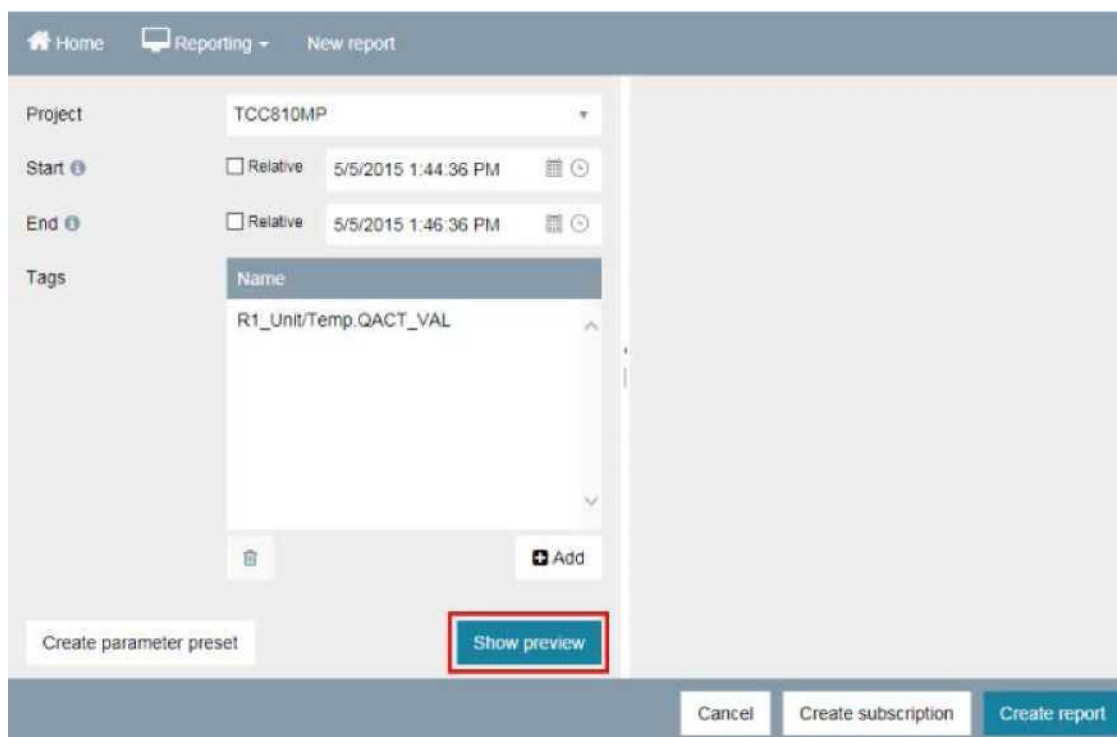 Home Reporting New report
Project TCC810MP
Start Relative 5/5/2015 1:44:36 PM
End Relative 5/5/2015 1:46:36 PM
Tags Name
R1_Unit/Temp.QACT_VAL
Add
Create parameter preset Show preview
Cancel Create subscription Create report